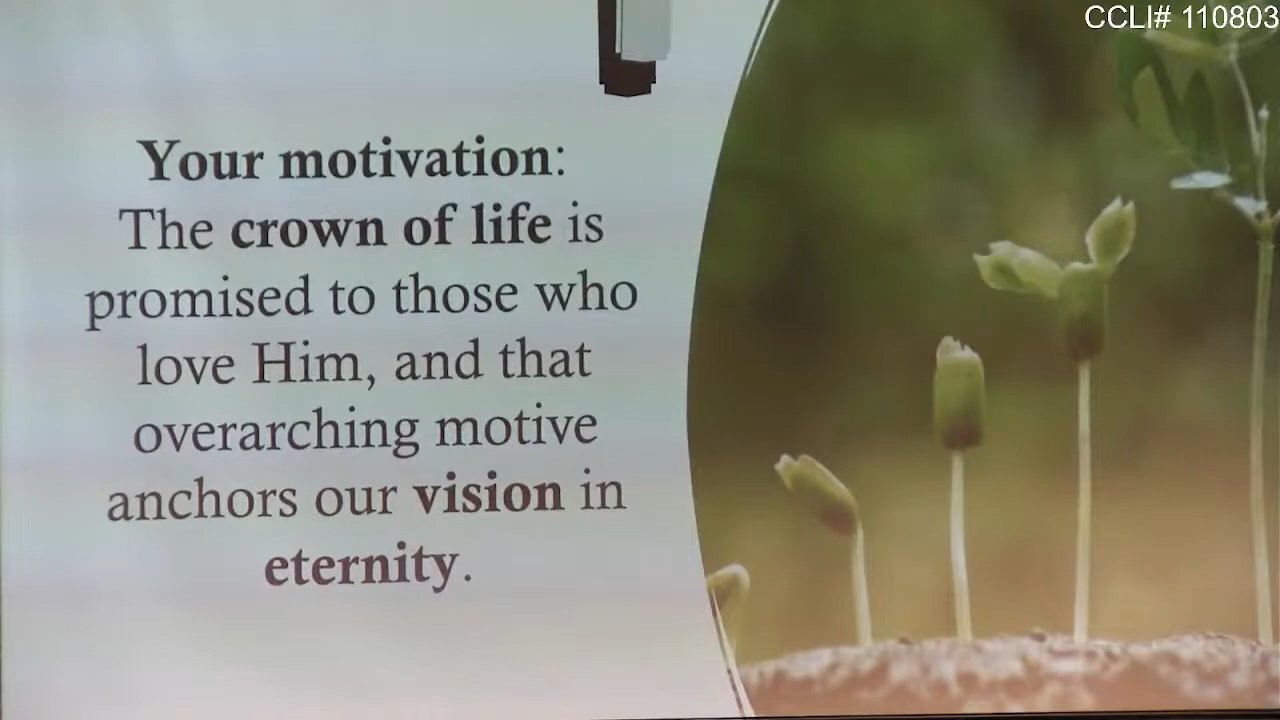 CCLI# 110803
Your motivation:
The crown of life is
promised to those who
love Him, and that
overarching motive
anchors our vision in
eternity.